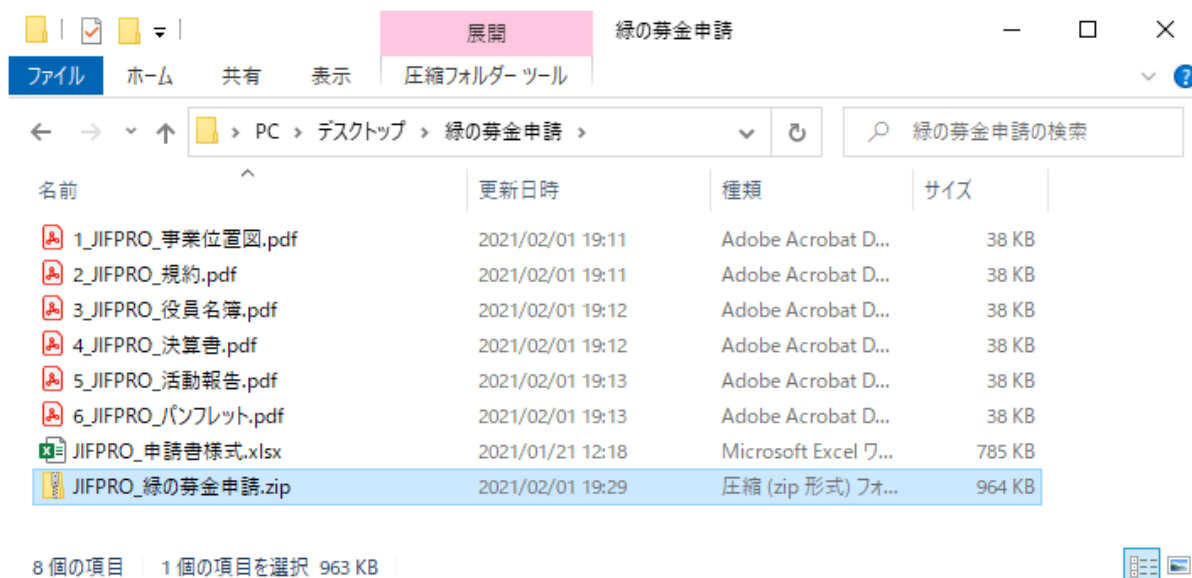 展開 緑の募金申請
ファイル ホーム 共有 表示 圧縮フォルダー ツール
PC デスクトップ 緑の募金申請 緑の募金申請の検索
名前 更新日時 種類 サイズ
1_JIFPRO_事業位置図.pdf 2021/02/01 19:11 Adobe Acrobat D... 38 KB
2_JIFPRO_規約.pdf 2021/02/01 19:11 Adobe Acrobat D... 38 KB
3_JIFPRO_役員名簿.pdf 2021/02/01 19:12 Adobe Acrobat D... 38 KB
4_JIFPRO_決算書.pdf 2021/02/01 19:12 Adobe Acrobat D... 38 KB
5_JIFPRO_活動報告.pdf 2021/02/01 19:13 Adobe Acrobat D... 38 KB
6_JIFPRO_パンフレット.pdf 2021/02/01 19:13 Adobe Acrobat D... 38 KB
JIFPRO_申請書様式.xlsx 2021/01/21 12:18 Microsoft Excel ワ... 785 KB
JIFPRO_緑の募金申請.zip 2021/02/01 19:29 圧縮 (zip 形式) フォ... 964 KB
8 個の項目 1 個の項目を選択 963 KB